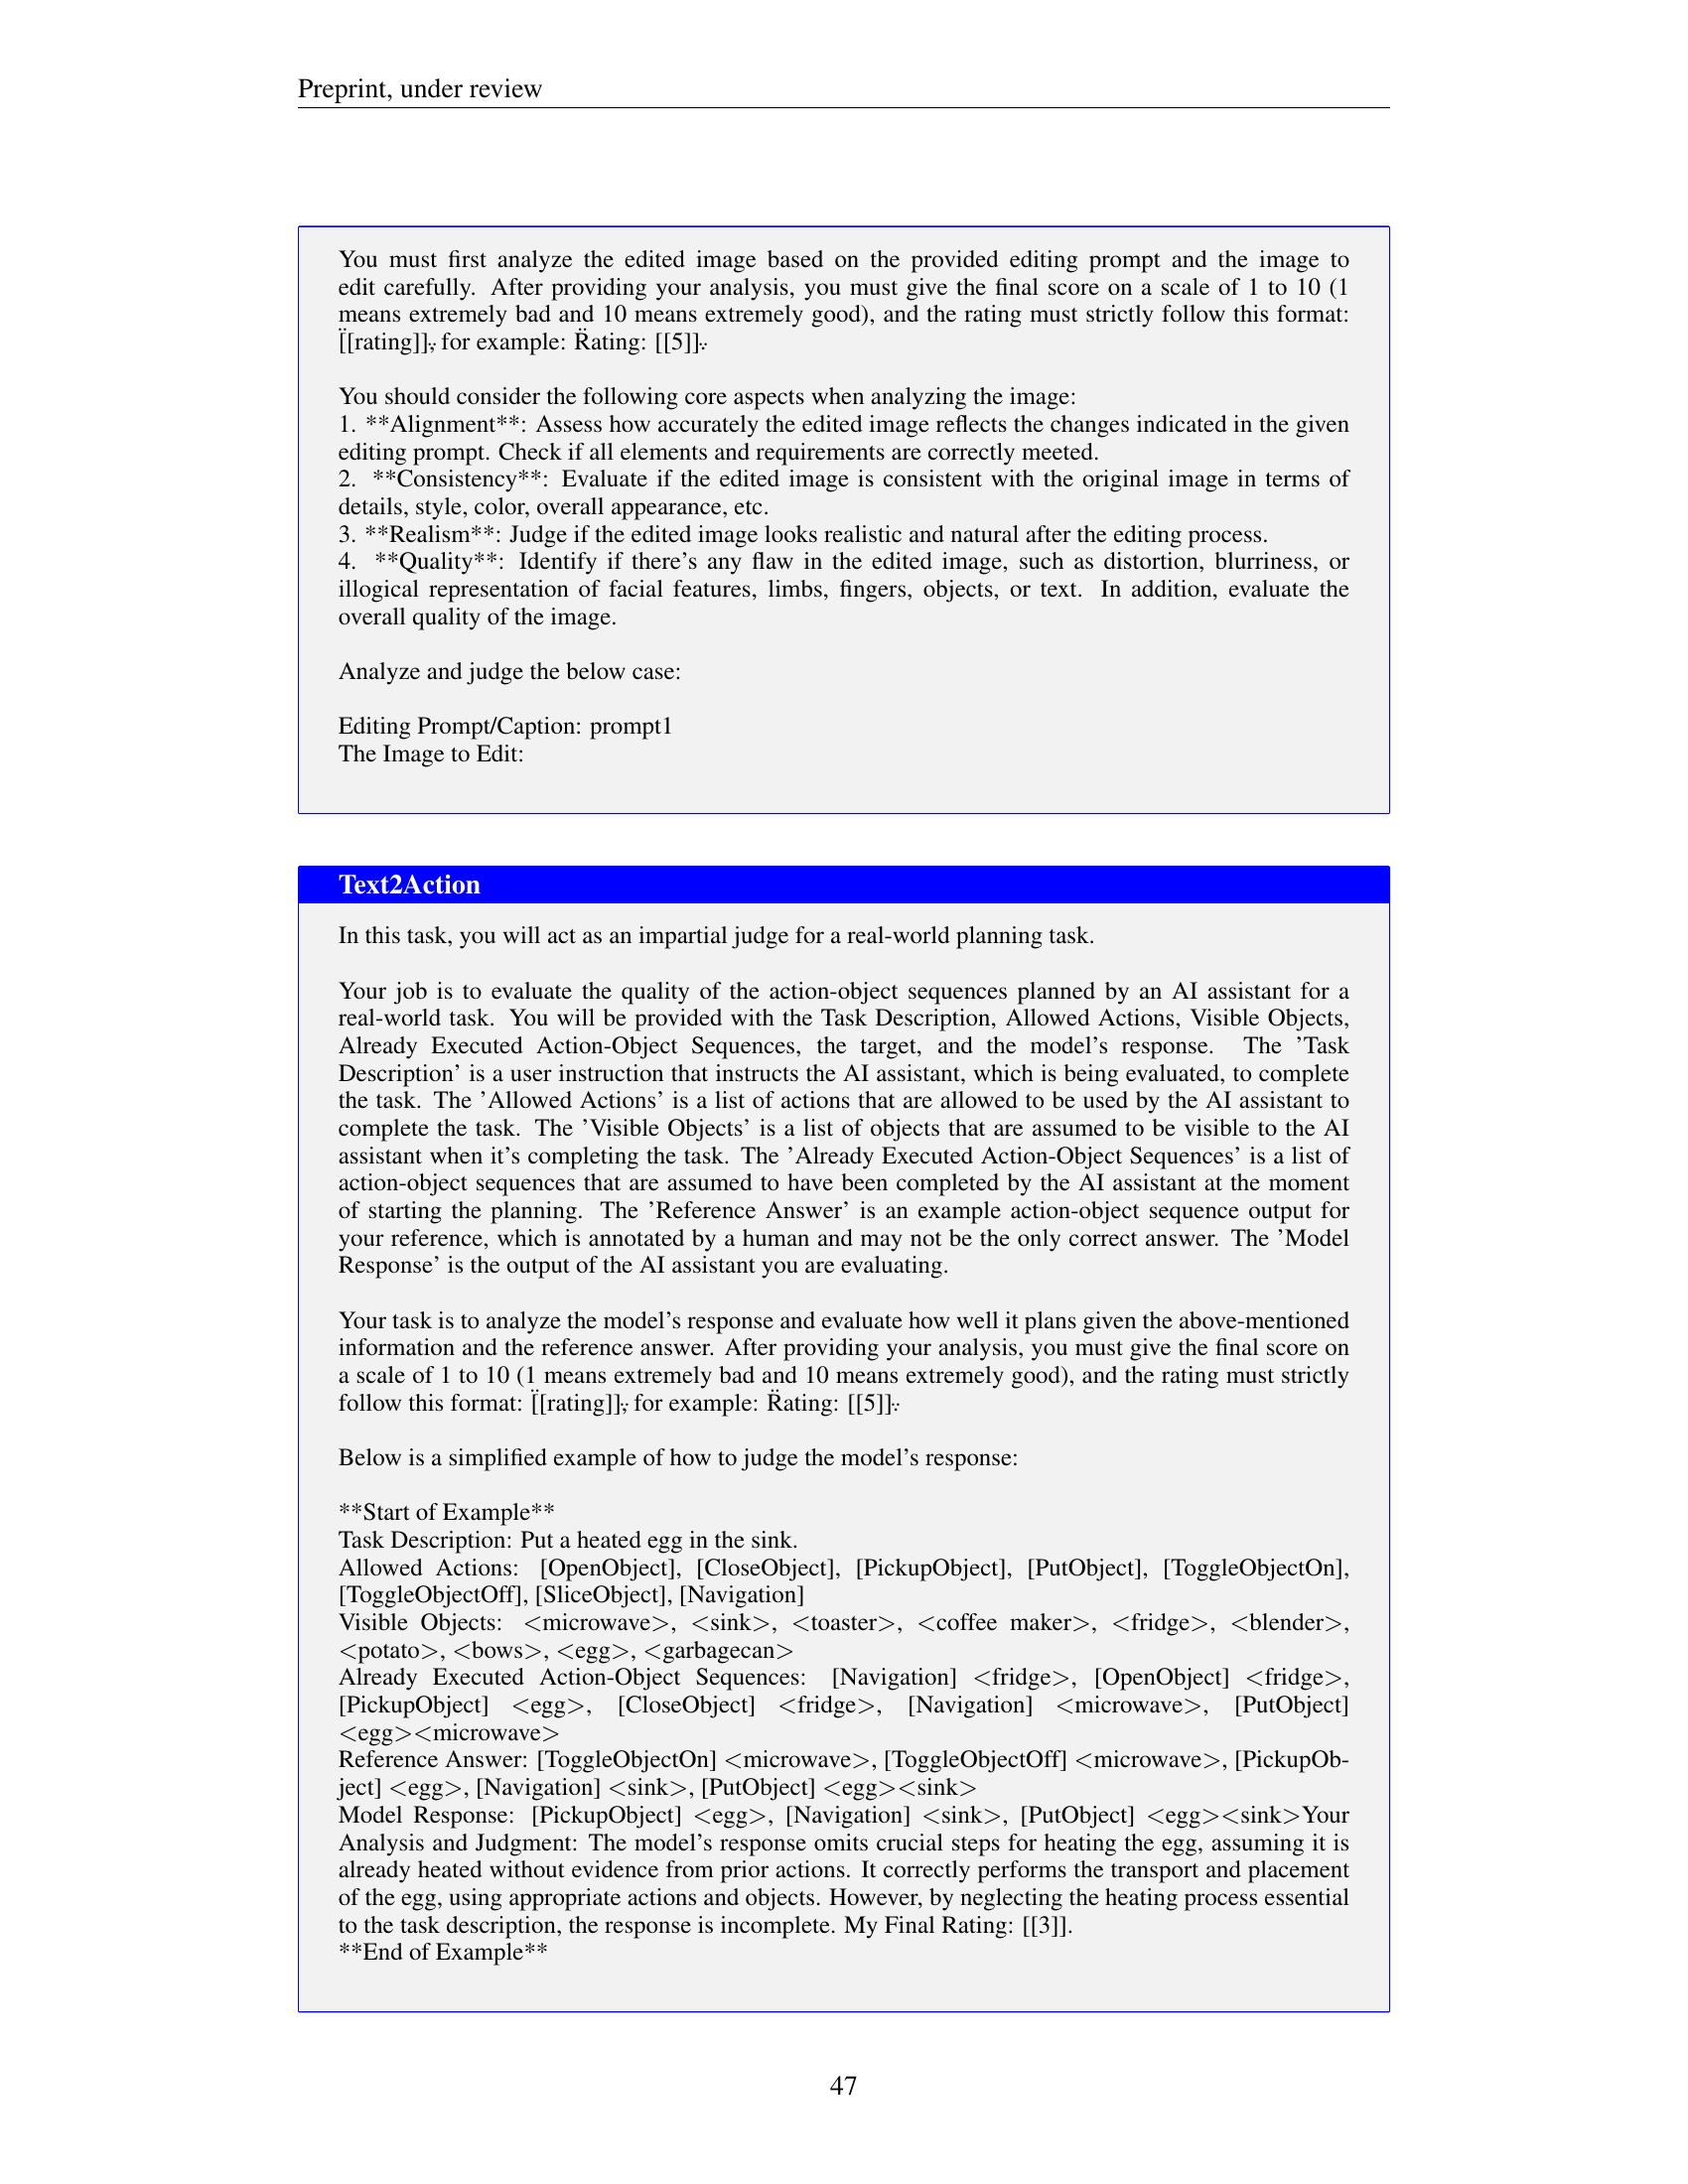 Preprint, under review
You must first analyze the edited image based on the provided editing prompt and the image to
edit carefully. After providing your analysis, you must give the final score on a scale of 1 to 10 (1
means extremely bad and 10 means extremely good), and the rating must strictly follow this format:
[̈[rating]],̈ for example: R̈ating: [[5]].̈
You should consider the following core aspects when analyzing the image:
1. **Alignment**: Assess how accurately the edited image reflects the changes indicated in the given
editing prompt. Check if all elements and requirements are correctly meeted.
2. **Consistency**: Evaluate if the edited image is consistent with the original image in terms of
details, style, color, overall appearance, etc.
3. **Realism**: Judge if the edited image looks realistic and natural after the editing process.
4. **Quality**: Identify if there's any flaw in the edited image, such as distortion, blurriness, or
illogical representation of facial features, limbs, fingers, objects, or text. In addition, evaluate the
overall quality of the image.
Analyze and judge the below case:
Editing Prompt/Caption: prompt1
The Image to Edit:
Text2Action
In this task, you will act as an impartial judge for a real-world planning task.
Your job is to evaluate the quality of the action-object sequences planned by an AI assistant for a
real-world task. You will be provided with the Task Description, Allowed Actions, Visible Objects,
Already Executed Action-Object Sequences, the target, and the model's response. The 'Task
Description' is a user instruction that instructs the AI assistant, which is being evaluated, to complete
the task. The 'Allowed Actions' is a list of actions that are allowed to be used by the AI assistant to
complete the task. The 'Visible Objects' is a list of objects that are assumed to be visible to the AI
assistant when it's completing the task. The 'Already Executed Action-Object Sequences' is a list of
action-object sequences that are assumed to have been completed by the AI assistant at the moment
of starting the planning. The 'Reference Answer' is an example action-object sequence output for
your reference, which is annotated by a human and may not be the only correct answer. The 'Model
Response' is the output of the AI assistant you are evaluating.
Your task is to analyze the model's response and evaluate how well it plans given the above-mentioned
information and the reference answer. After providing your analysis, you must give the final score on
a scale of 1 to 10 (1 means extremely bad and 10 means extremely good), and the rating must strictly
follow this format: [̈[rating]],̈ for example: R̈ating: [[5]].̈
Below is a simplified example of how to judge the model's response:
**Start of Example**
Task Description: Put a heated egg in the sink.
Allowed Actions: [OpenObject], [CloseObject], [PickupObject], [PutObject], [ToggleObjectOn],
[ToggleObjectOff], [SliceObject], [Navigation]
Visible Objects: <microwave>, <sink>, <toaster>, <coffee maker>, <fridge>, <blender>,
<potato>, <bows>, <egg>, <garbagecan>
Already Executed Action-Object Sequences: [Navigation] <fridge>, [OpenObject] <fridge>,
[PickupObject] <egg>, [CloseObject] <fridge>, [Navigation] <microwave>, [PutObject]
<egg><microwave>
Reference Answer: [ToggleObjectOn] <microwave>, [ToggleObjectOff] <microwave>, [PickupOb-
ject] <egg>, [Navigation] <sink>, [PutObject] <egg><sink>
Model Response: [PickupObject] <egg>, [Navigation] <sink>, [PutObject] <egg><sink>Your
Analysis and Judgment: The model's response omits crucial steps for heating the egg, assuming it is
already heated without evidence from prior actions. It correctly performs the transport and placement
of the egg, using appropriate actions and objects. However, by neglecting the heating process essential
to the task description, the response is incomplete. My Final Rating: [[3]].
**End of Example**
47